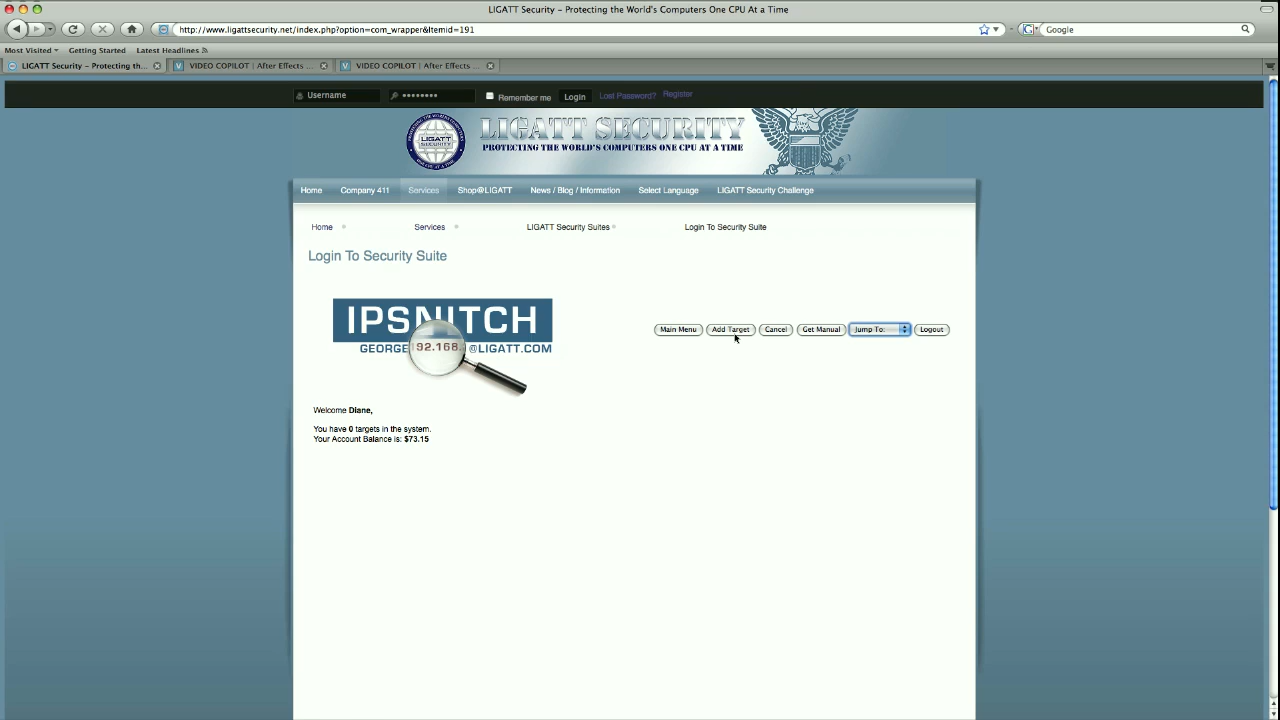 LIGATT Security – Protecting the World's Computers One CPU At a Time
http://www.ligattsecurity.net/index.php?option=com_wrapper&Itemid=191
Google
Most Visited Getting Started Latest Headlines
LIGATT Security – Protecting th... VIDEO COPILOT | After Effects ... VIDEO COPILOT | After Effects ...
Username •••••••• Remember me Login Lost Password? Register
LIGATT SECURITY
PROTECTING THE WORLD'S COMPUTERS ONE CPU AT A TIME
LIGATT
SECURITY
Home Company 411 Services Shop@LIGATT News / Blog / Information Select Language LIGATT Security Challenge
Home Services LIGATT Security Suites Login To Security Suite
Login To Security Suite
IPSNITCH
GEORGE 92.168. @LIGATT.COM
Main Menu Add Target Cancel Get Manual Jump To: Logout
Welcome Diane,
You have 0 targets in the system.
Your Account Balance is: $73.15